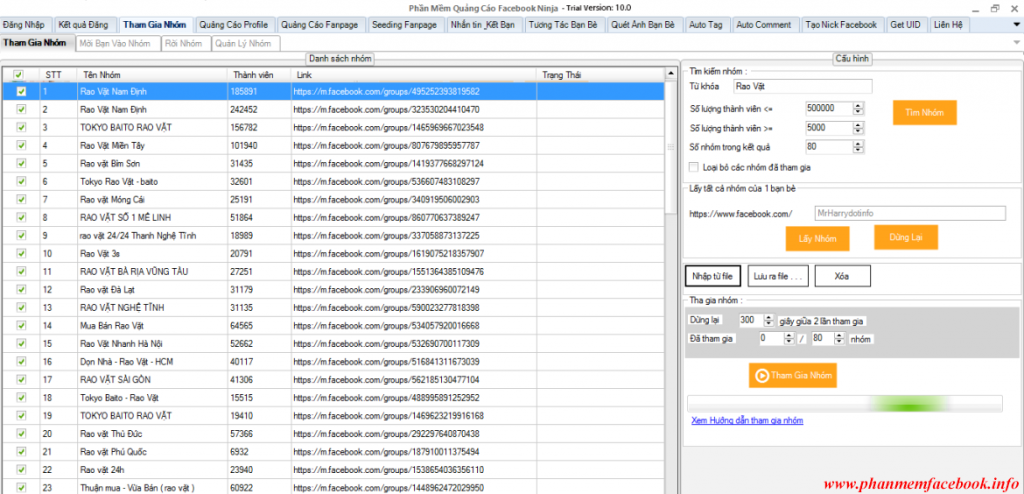 Phần Mềm Quảng Cáo Facebook Ninja - Trial Version: 10.0
Đăng Nhập Kết quả Đăng Tham Gia Nhóm Quảng Cáo Profile Quảng Cáo Fanpage Seeding Fanpage Nhắn tin_Kết Bạn Tương Tác Bạn Bè Quét Ảnh Bạn Bè Auto Tag Auto Comment Tạo Nick Facebook Get UID Liên Hệ
Tham Gia Nhóm Mời Bạn Vào Nhóm Rời Nhóm Quản Lý Nhóm
Danh sách nhóm
STT Tên Nhóm Thành viên Link Trạng Thái
1 Rao Vặt Nam Định 185891 https://m.facebook.com/groups/495252393819582
2 Rao Vặt Nam Định 242452 https://m.facebook.com/groups/323530204410470
3 TOKYO BAITO RAO VẶT 156782 https://m.facebook.com/groups/1465969667023548
4 Rao Vặt Miền Tây 101940 https://m.facebook.com/groups/807679895957787
5 Rao vặt Bỉm Sơn 31435 https://m.facebook.com/groups/1419377668297124
6 Tokyo Rao Vặt - baito 32601 https://m.facebook.com/groups/536607483108297
7 Rao vặt Móng Cái 25191 https://m.facebook.com/groups/340919506002903
8 RAO VẶT SỐ 1 MÊ LINH 51864 https://m.facebook.com/groups/860770637389247
9 rao vặt 24/24 Thanh Nghệ Tĩnh 18989 https://m.facebook.com/groups/337058873137225
10 Rao Vặt 3s 20791 https://m.facebook.com/groups/1619075218357907
11 RAO VẶT BÀ RỊA VŨNG TÀU 27251 https://m.facebook.com/groups/1551364385109476
12 Rao vặt Đà Lạt 31179 https://m.facebook.com/groups/233906960072149
13 RAO VẶT NGHỆ TĨNH 31135 https://m.facebook.com/groups/590023277818398
14 Mua Bán Rao Vặt 64565 https://m.facebook.com/groups/534057920016668
15 Rao Vặt Nhanh Hà Nội 52662 https://m.facebook.com/groups/532690700117309
16 Dọn Nhà - Rao Vặt - HCM 40117 https://m.facebook.com/groups/516841311673039
17 RAO VẶT SÀI GÒN 41306 https://m.facebook.com/groups/562185130477104
18 Tokyo Baito - Rao Vặt 15515 https://m.facebook.com/groups/488995891252952
19 TOKYO BAITO RAO VẶT 19410 https://m.facebook.com/groups/1469623219916168
20 Rao vặt Thủ Đức 57366 https://m.facebook.com/groups/292297640870438
21 Rao vặt Phú Quốc 6932 https://m.facebook.com/groups/187910011375494
22 Rao vặt 24h 23940 https://m.facebook.com/groups/1538654036356110
23 Thuận mua - Vừa Bán ( rao vặt ) 60922 https://m.facebook.com/groups/1448962472029950
Cấu hình
Tìm kiếm nhóm :
Từ khóa Rao Vặt
Số lượng thành viên <= 500000
Tìm Nhóm
Số lượng thành viên >= 5000
Số nhóm trong kết quả 80
Loại bỏ các nhóm đã tham gia
Lấy tất cả nhóm của 1 bạn bè
https://www.facebook.com/ MrHarrydotinfo
Lấy Nhóm Dừng Lại
Nhập từ file Lưu ra file . . . Xóa
Tha gia nhóm :
Dừng lại 300 giây giữa 2 lần tham gia
Đã tham gia 0 / 80 nhóm
Tham Gia Nhóm
Xem Hướng dẫn tham gia nhóm
www.phanmemfacebook.info